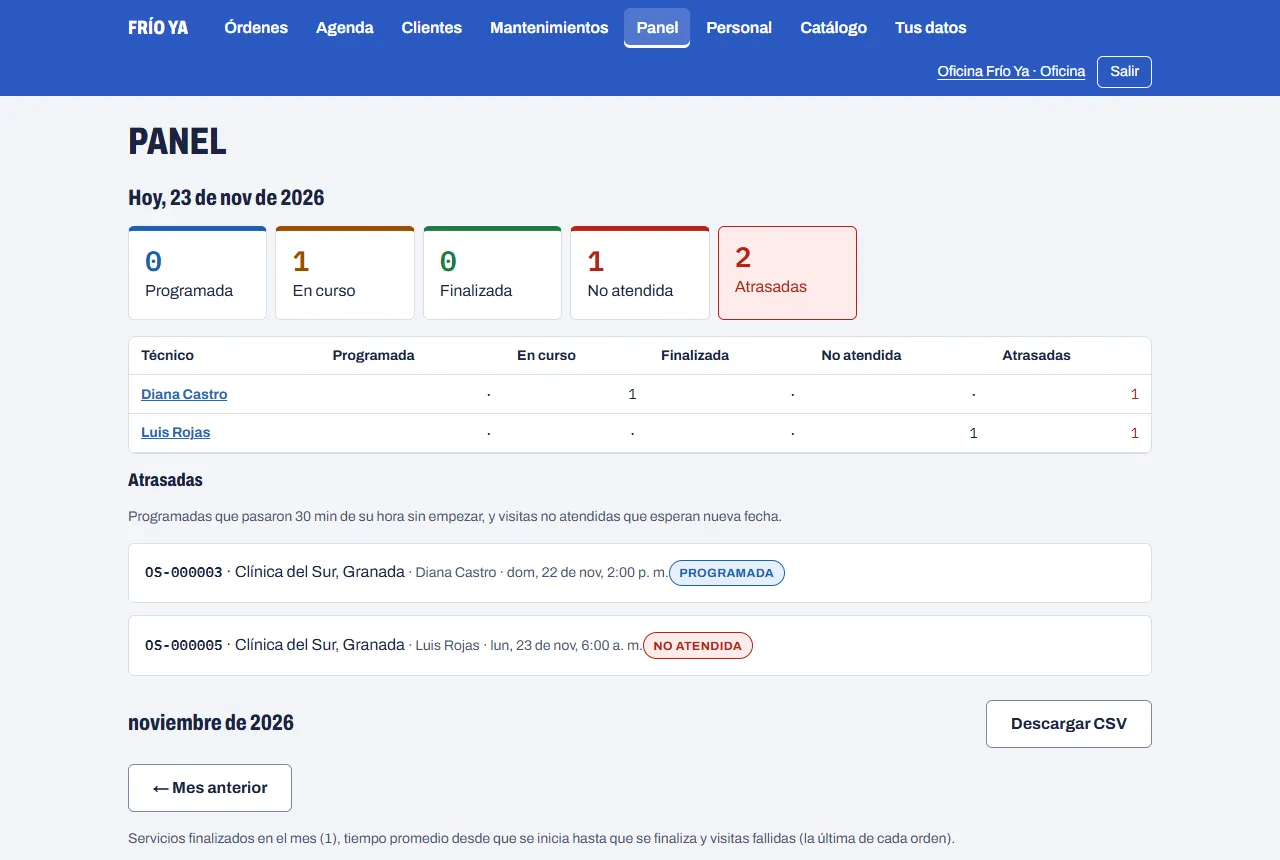 FRÍO YA Órdenes Agenda Clientes Mantenimientos Panel Personal Catálogo Tus datos
Oficina Frío Ya · Oficina Salir
PANEL
Hoy, 23 de nov de 2026
0 1 0 1 2
Programada En curso Finalizada No atendida Atrasadas
Técnico Programada En curso Finalizada No atendida Atrasadas
Diana Castro · 1 · · 1
Luis Rojas · · · 1 1
Atrasadas
Programadas que pasaron 30 min de su hora sin empezar, y visitas no atendidas que esperan nueva fecha.
OS-000003 · Clínica del Sur, Granada · Diana Castro · dom, 22 de nov, 2:00 p. m. PROGRAMADA
OS-000005 · Clínica del Sur, Granada · Luis Rojas · lun, 23 de nov, 6:00 a. m. NO ATENDIDA
noviembre de 2026 Descargar CSV
← Mes anterior
Servicios finalizados en el mes (1), tiempo promedio desde que se inicia hasta que se finaliza y visitas fallidas (la última de cada orden).